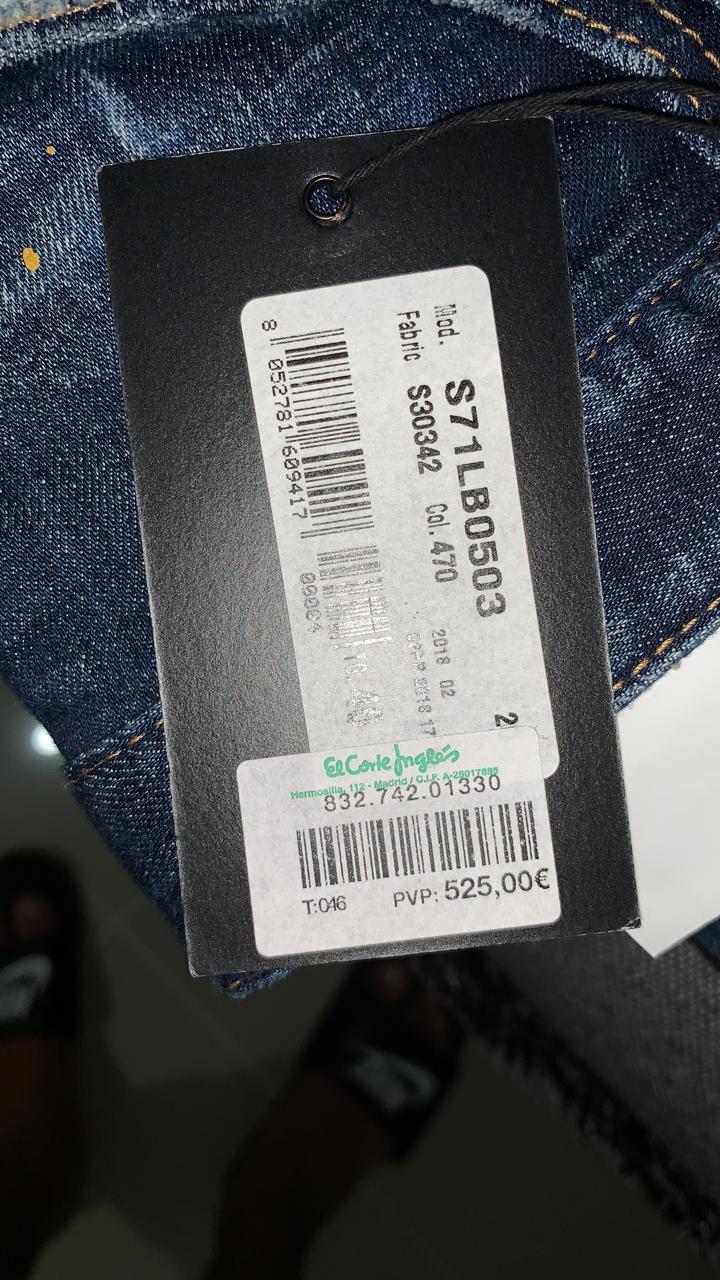 Mod. S71LB0503
Fabric S30342 Col. 470 2018 02
8 052781 609417
2
El Corte Inglés
Hermosilla, 112 - Madrid / C.I.F. A-28017895
832.742.01330
T:046 PVP: 525,00€